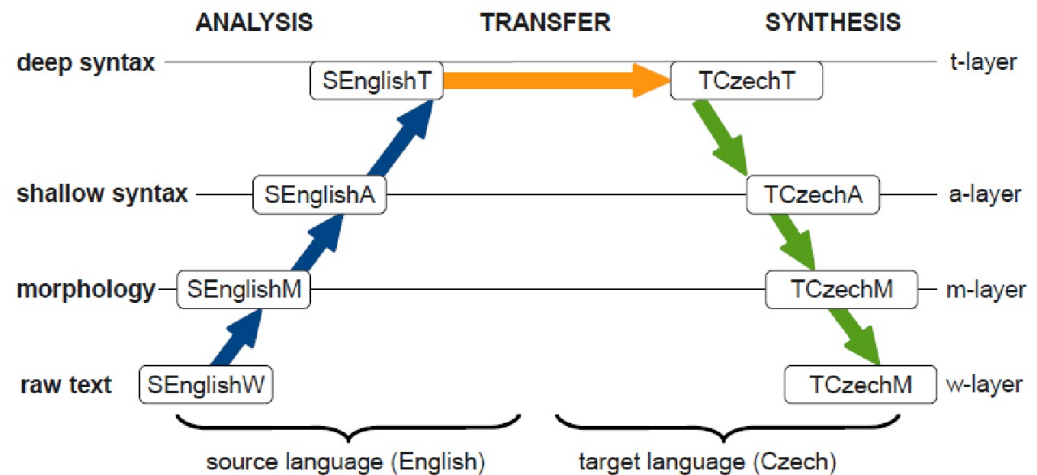 ANALYSIS TRANSFER SYNTHESIS
deep syntax SEnglishT TCzechT t-layer
shallow syntax SEnglishA TCzechA a-layer
morphology SEnglishM TCzechM m-layer
raw text SEnglishW TCzechM w-layer
source language (English) target language (Czech)